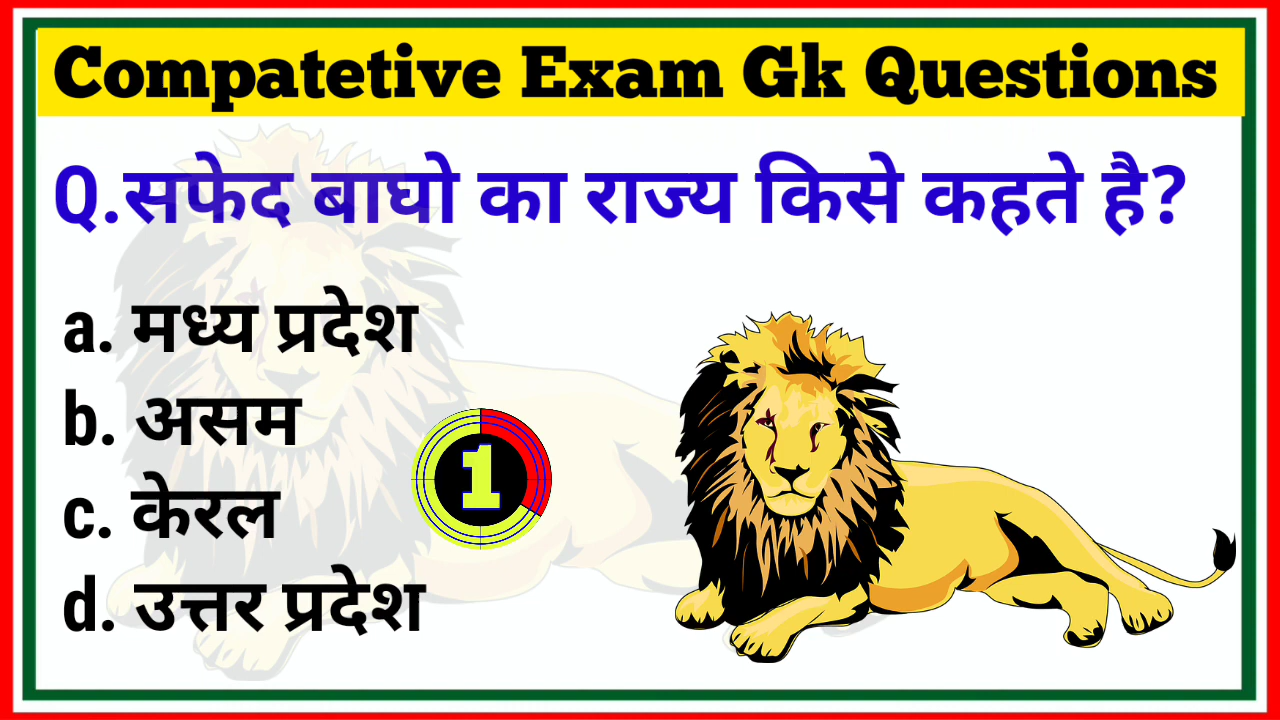 Compatetive Exam Gk Questions
Q.सफेद बाघो का राज्य किसे कहते है?
a. मध्य प्रदेश
b. असम
c. केरल
d. उत्तर प्रदेश
1